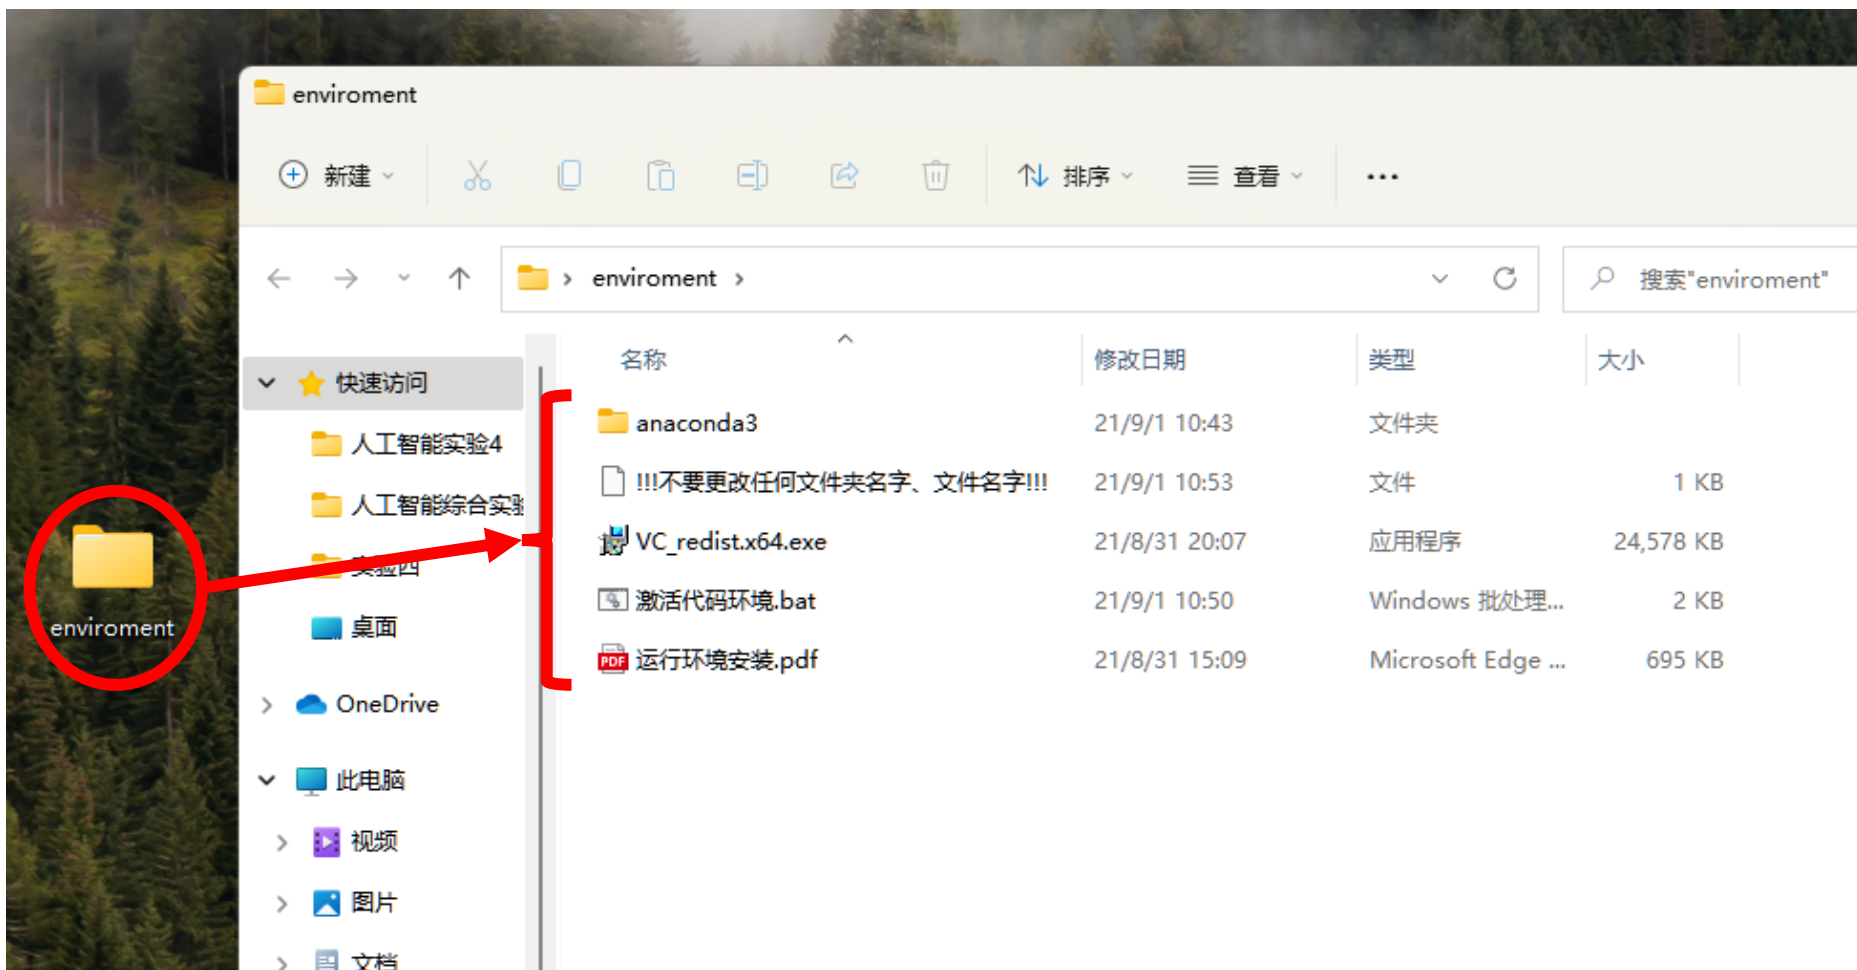 enviroment
新建
排序
查看
enviroment
搜索"enviroment"
名称
修改日期
类型
大小
快速访问
人工智能实验4
人工智能综合实验
实验四
桌面
OneDrive
此电脑
视频
图片
文档
anaconda3 21/9/1 10:43 文件夹
!!!不要更改任何文件夹名字、文件名字!!! 21/9/1 10:53 文件 1 KB
VC_redist.x64.exe 21/8/31 20:07 应用程序 24,578 KB
激活代码环境.bat 21/9/1 10:50 Windows 批处理... 2 KB
PDF 运行环境安装.pdf 21/8/31 15:09 Microsoft Edge ... 695 KB
enviroment